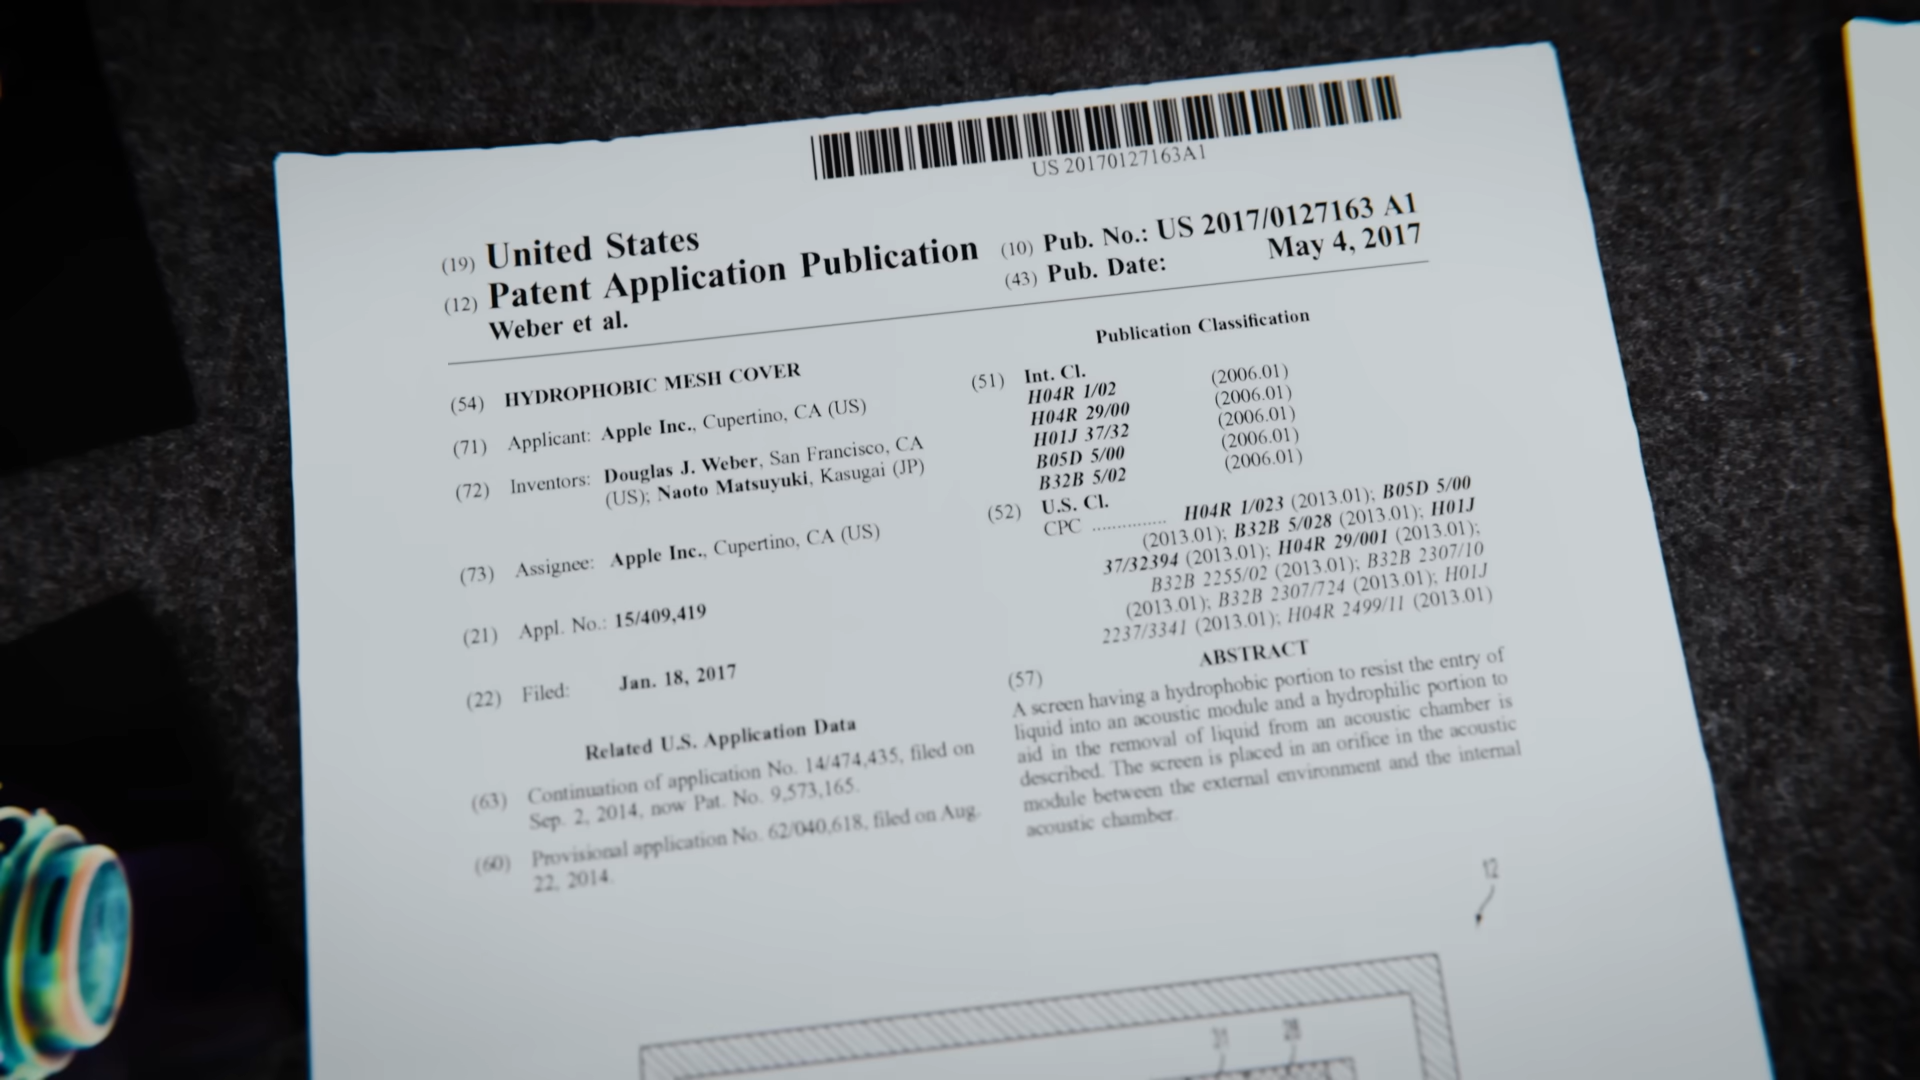 US 20170127163A1
(19) United States
(12) Patent Application Publication
Weber et al.
(10) Pub. No.: US 2017/0127163 A1
(43) Pub. Date: May 4, 2017
(54) HYDROPHOBIC MESH COVER
(71) Applicant: Apple Inc., Cupertino, CA (US)
(72) Inventors: Douglas J. Weber, San Francisco, CA
(US); Naoto Matsuyuki, Kasugai (JP)
(73) Assignee: Apple Inc., Cupertino, CA (US)
(21) Appl. No.: 15/409,419
(22) Filed: Jan. 18, 2017
Related U.S. Application Data
(63) Continuation of application No. 14/474,435, filed on
Sep. 2, 2014, now Pat. No. 9,573,165.
(60) Provisional application No. 62/040,618, filed on Aug.
22, 2014.
Publication Classification
(51) Int. Cl.
H04R 1/02 (2006.01)
H04R 29/00 (2006.01)
H01J 37/32 (2006.01)
B05D 5/00 (2006.01)
B32B 5/02 (2006.01)
(52) U.S. Cl.
CPC ............... H04R 1/023 (2013.01); B05D 5/00
(2013.01); B32B 5/028 (2013.01); H01J
37/32394 (2013.01); H04R 29/001 (2013.01);
B32B 2255/02 (2013.01); B32B 2307/10
(2013.01); B32B 2307/724 (2013.01); H01J
2237/3341 (2013.01); H04R 2499/11 (2013.01)
(57) ABSTRACT
A screen having a hydrophobic portion to resist the entry of
liquid into an acoustic module and a hydrophilic portion to
aid in the removal of liquid from an acoustic chamber is
described. The screen is placed in an orifice in the acoustic
module between the external environment and the internal
acoustic chamber.
12
31 28